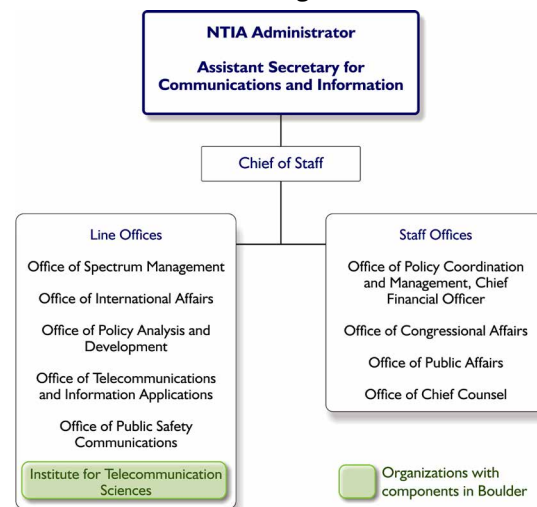 NTIA Administrator
Assistant Secretary for
Communications and Information
Chief of Staff
Line Offices
Office of Spectrum Management
Office of International Affairs
Office of Policy Analysis and
Development
Office of Telecommunications
and Information Applications
Office of Public Safety
Communications
Institute for Telecommunication
Sciences
Staff Offices
Office of Policy Coordination
and Management, Chief
Financial Officer
Office of Congressional Affairs
Office of Public Affairs
Office of Chief Counsel
Organizations with
components in Boulder